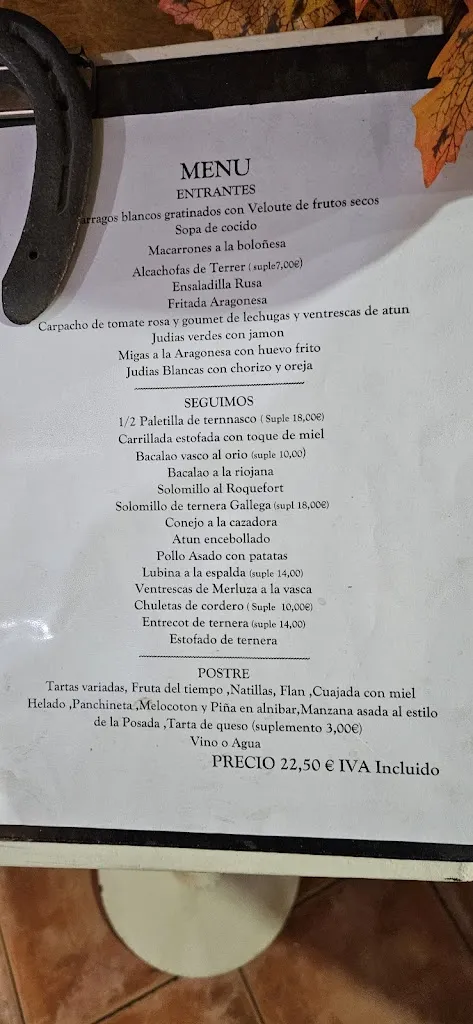 MENU
ENTRANTES
arragos blancos gratinados con Veloute de frutos secos
Sopa de cocido
Macarrones a la boloñesa
Alcachofas de Terrer ( suple7,00€)
Ensaladilla Rusa
Fritada Aragonesa
Carpacho de tomate rosa y goumet de lechugas y ventrescas de atun
Judias verdes con jamon
Migas a la Aragonesa con huevo frito
Judias Blancas con chorizo y oreja
SEGUIMOS
1/2 Paletilla de ternnasco ( Suple 18,00€)
Carrillada estofada con toque de miel
Bacalao vasco al orio (suple 10,00)
Bacalao a la riojana
Solomillo al Roquefort
Solomillo de ternera Gallega (supl 18,00€)
Conejo a la cazadora
Atun encebollado
Pollo Asado con patatas
Lubina a la espalda (suple 14,00)
Ventrescas de Merluza a la vasca
Chuletas de cordero ( Suple 10,00€)
Entrecot de ternera (suple 14,00)
Estofado de ternera
POSTRE
Tartas variadas, Fruta del tiempo ,Natillas, Flan ,Cuajada con miel
Helado ,Panchineta ,Melocoton y Piña en alnibar,Manzana asada al estilo
de la Posada ,Tarta de queso (suplemento 3,00€)
Vino o Agua
PRECIO 22,50 € IVA Incluido